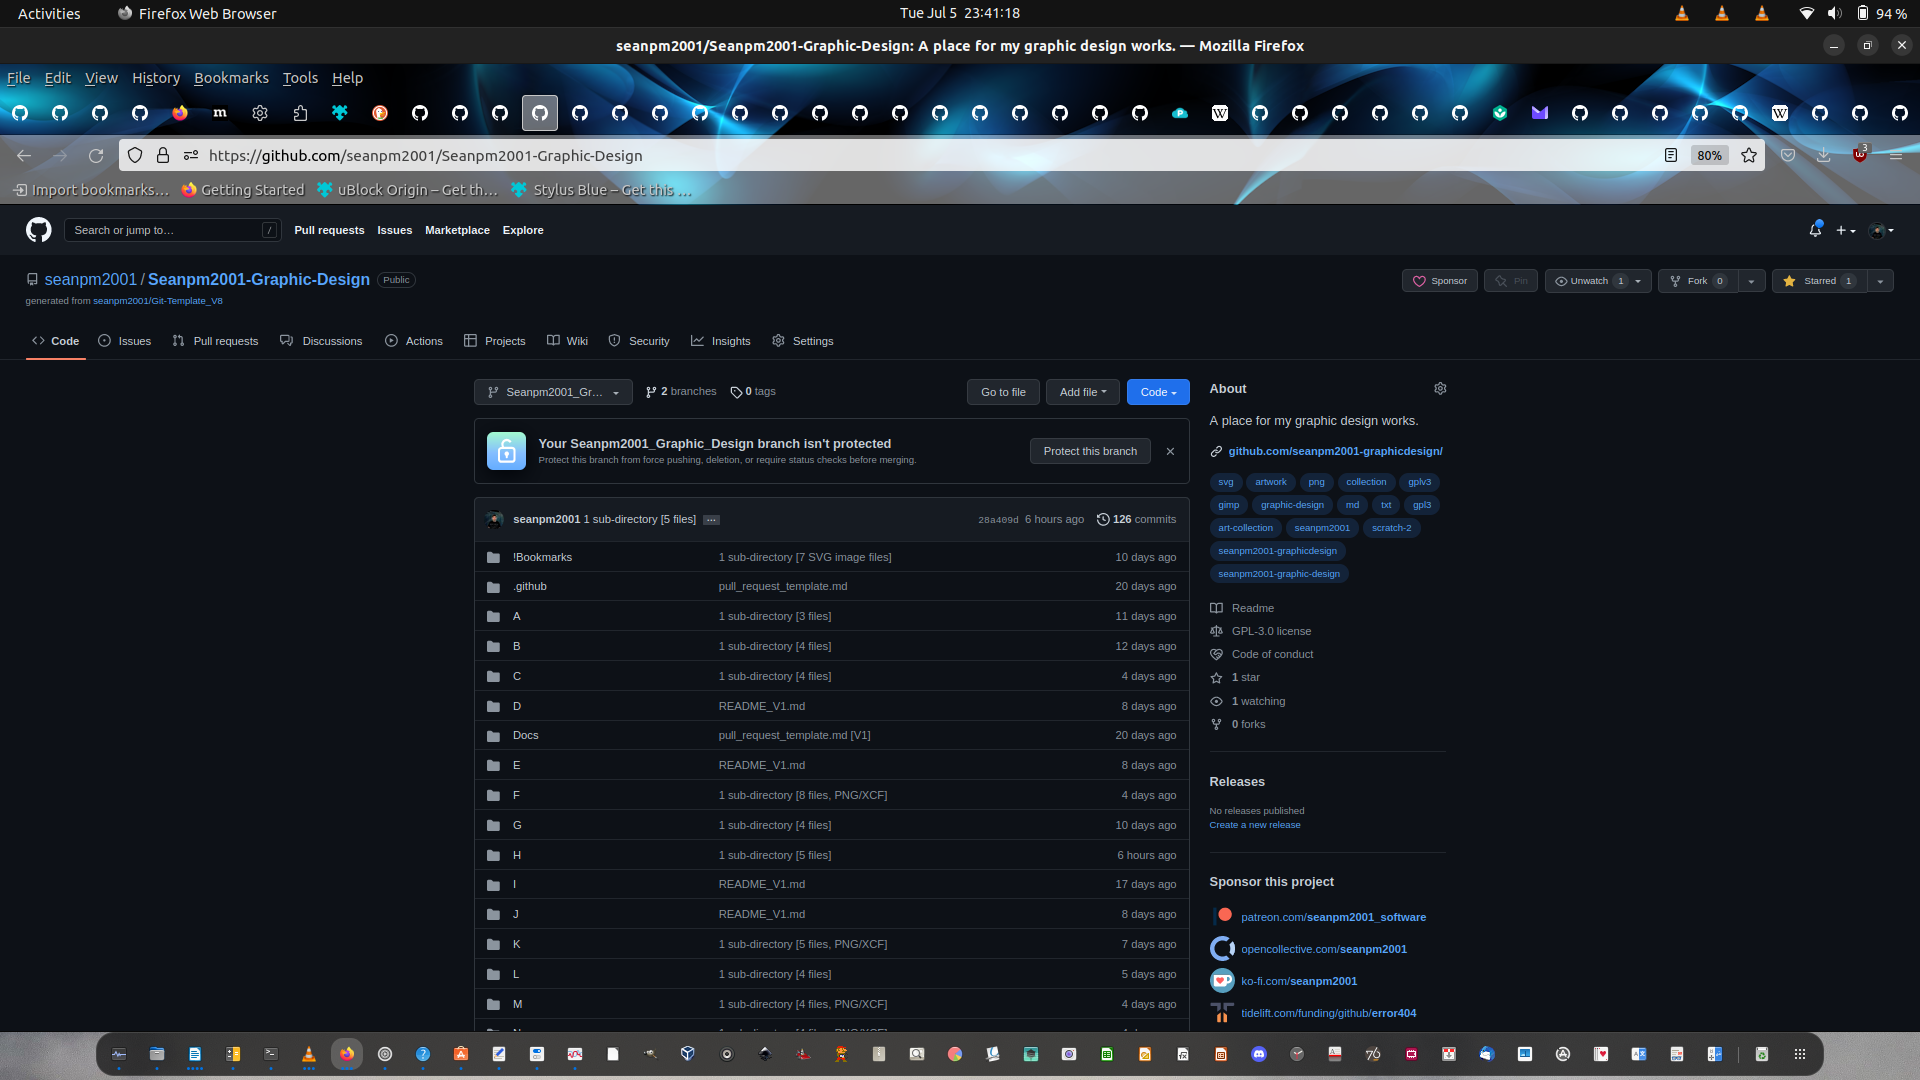 Activities Firefox Web Browser Tue Jul 5 23:41:18 94 %
seanpm2001/Seanpm2001-Graphic-Design: A place for my graphic design works. — Mozilla Firefox
File Edit View History Bookmarks Tools Help
https://github.com/seanpm2001/Seanpm2001-Graphic-Design 80% 3
Import bookmarks… Getting Started uBlock Origin – Get th… Stylus Blue – Get this …
Search or jump to… / Pull requests Issues Marketplace Explore
seanpm2001 / Seanpm2001-Graphic-Design Public Sponsor Pin Unwatch 1 Fork 0 Starred 1
generated from seanpm2001/Git-Template_V8
Code Issues Pull requests Discussions Actions Projects Wiki Security Insights Settings
Seanpm2001_Gr… 2 branches 0 tags Go to file Add file Code
Your Seanpm2001_Graphic_Design branch isn't protected
Protect this branch from force pushing, deletion, or require status checks before merging.
Protect this branch
seanpm2001 1 sub-directory [5 files] … 28a409d 6 hours ago 126 commits
!Bookmarks 1 sub-directory [7 SVG image files] 10 days ago
.github pull_request_template.md 20 days ago
A 1 sub-directory [3 files] 11 days ago
B 1 sub-directory [4 files] 12 days ago
C 1 sub-directory [4 files] 4 days ago
D README_V1.md 8 days ago
Docs pull_request_template.md [V1] 20 days ago
E README_V1.md 8 days ago
F 1 sub-directory [8 files, PNG/XCF] 4 days ago
G 1 sub-directory [4 files] 10 days ago
H 1 sub-directory [5 files] 6 hours ago
I README_V1.md 17 days ago
J README_V1.md 8 days ago
K 1 sub-directory [5 files, PNG/XCF] 7 days ago
L 1 sub-directory [4 files] 5 days ago
M 1 sub-directory [4 files, PNG/XCF] 4 days ago
About
A place for my graphic design works.
github.com/seanpm2001-graphicdesign/
svg artwork png collection gplv3
gimp graphic-design md txt gpl3
art-collection seanpm2001 scratch-2
seanpm2001-graphicdesign
seanpm2001-graphic-design
Readme
GPL-3.0 license
Code of conduct
1 star
1 watching
0 forks
Releases
No releases published
Create a new release
Sponsor this project
patreon.com/seanpm2001_software
opencollective.com/seanpm2001
ko-fi.com/seanpm2001
tidelift.com/funding/github/error404